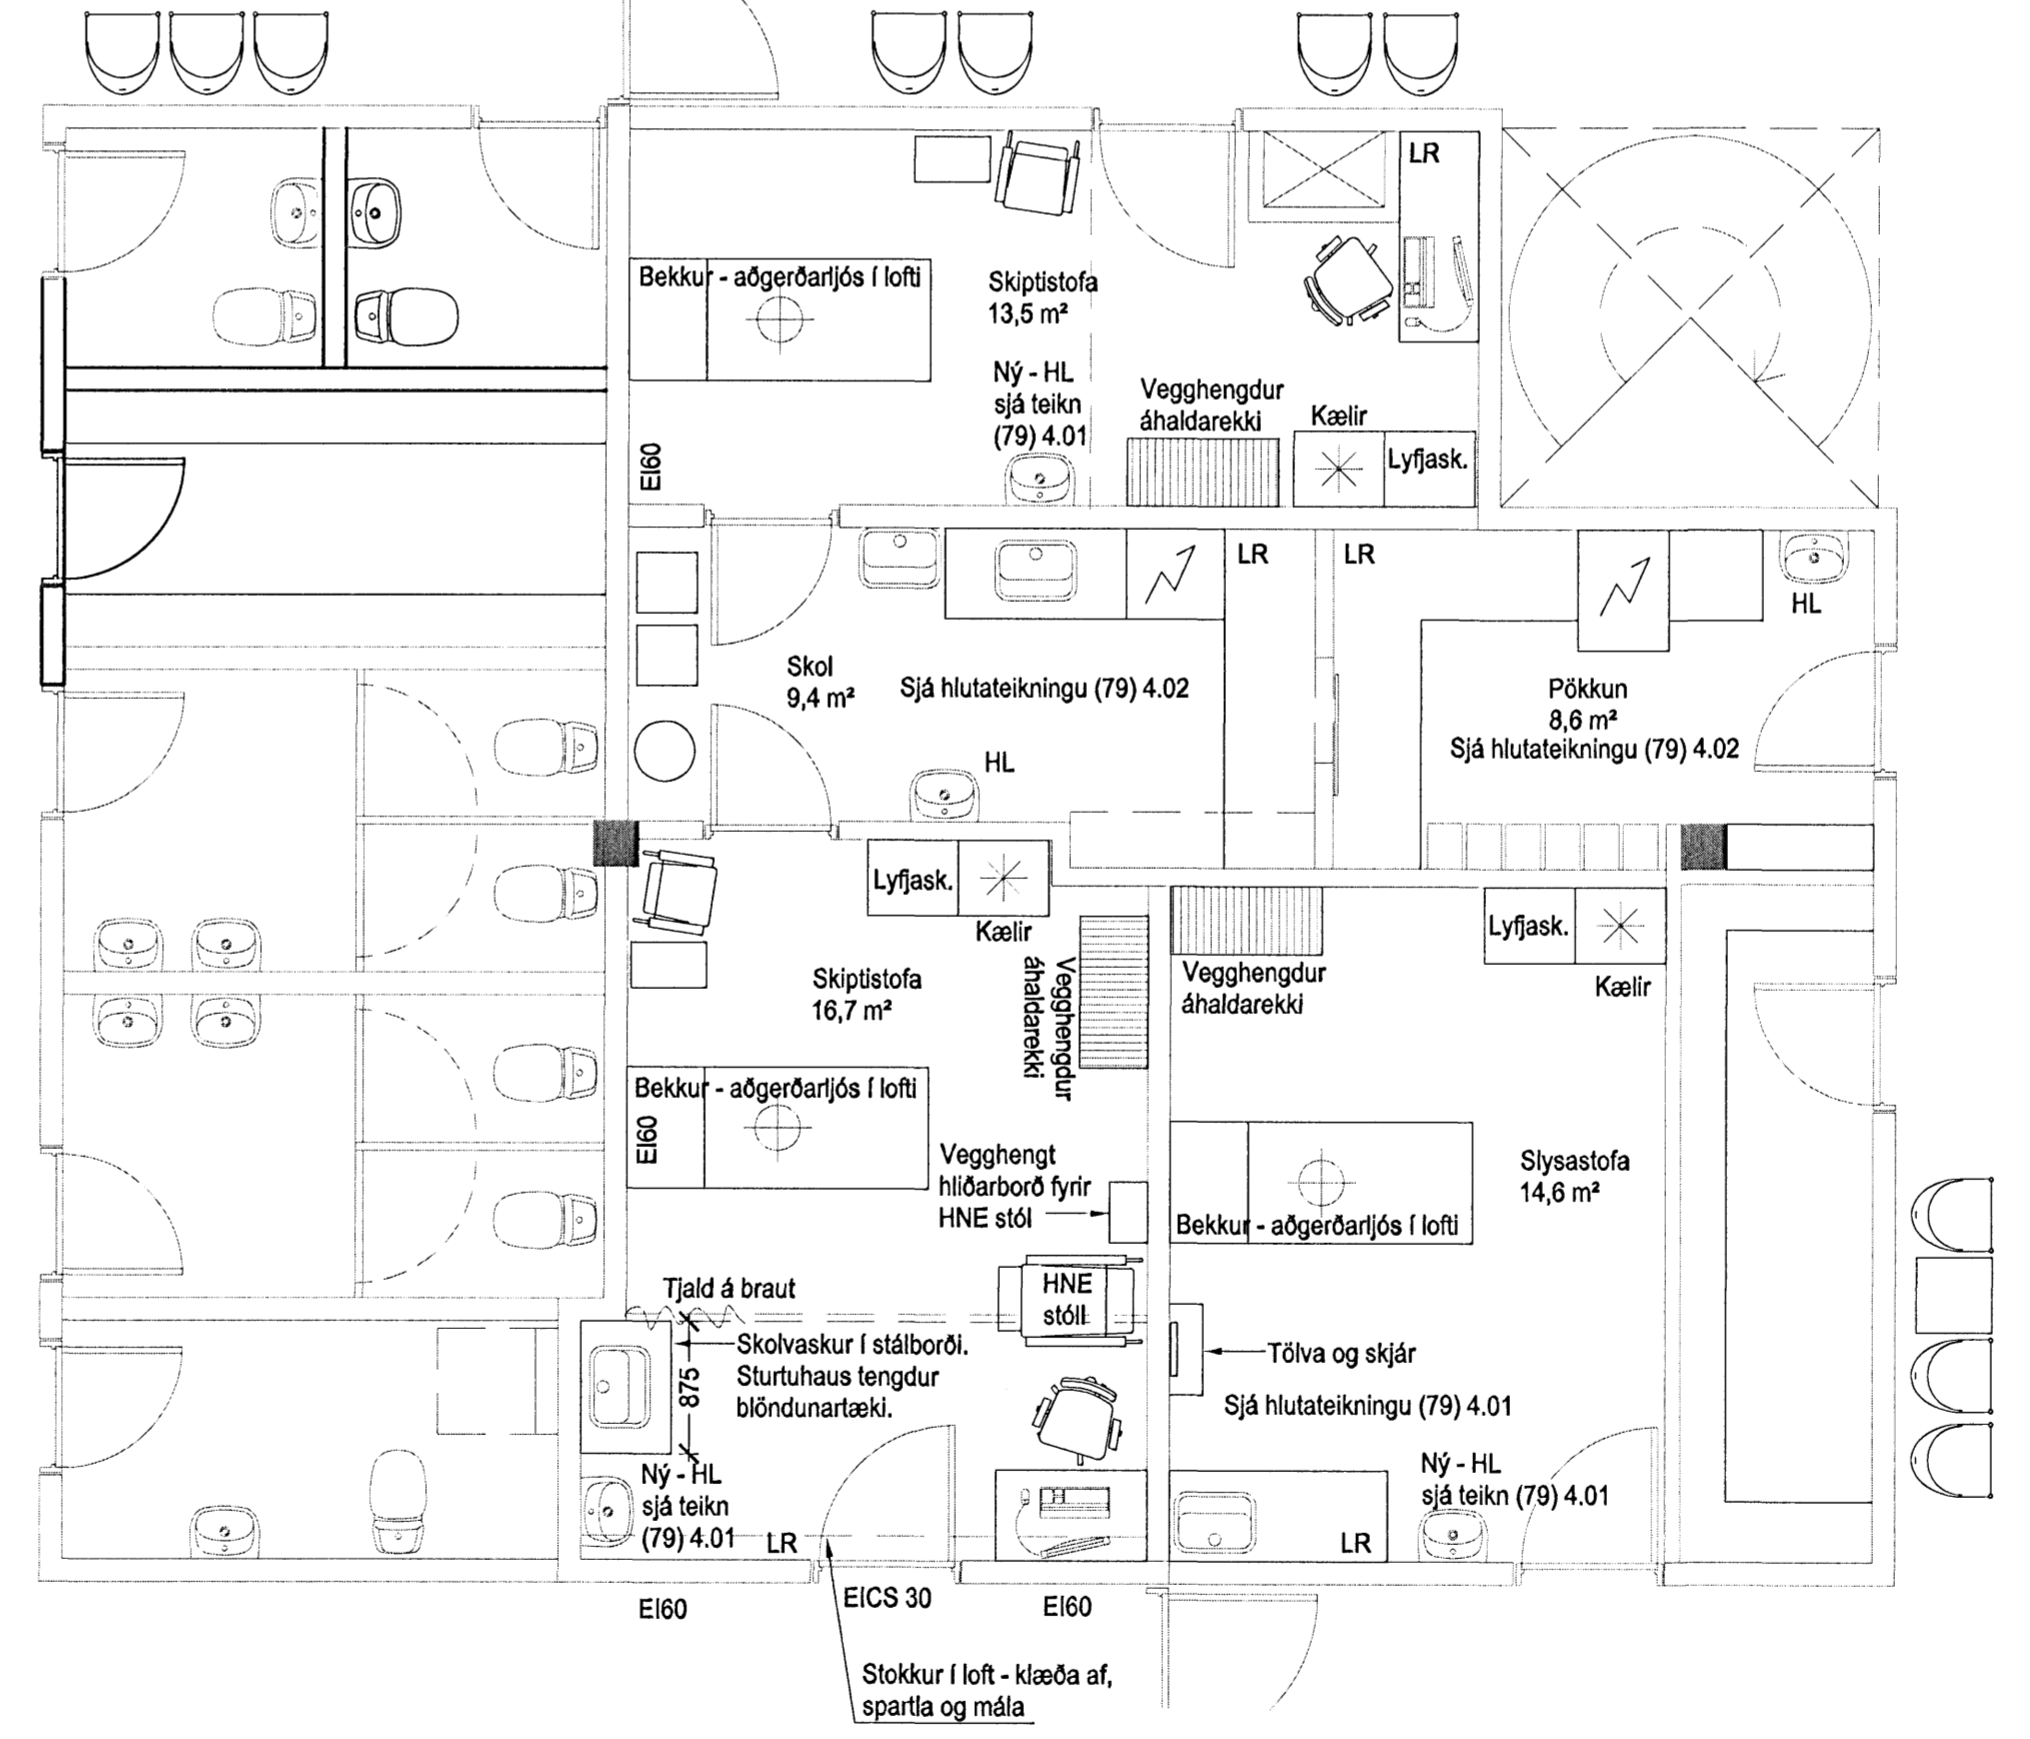 LR
Bekkur - aðgerðarljós í lofti
Skiptistofa
13,5 m²
Ný - HL
sjá teikn
(79) 4.01
Vegghengdur
áhaldarekki
Kælir
Lyfjask.
EI60
LR
LR
HL
Skol
9,4 m²
Sjá hlutateikningu (79) 4.02
HL
Pökkun
8,6 m²
Sjá hlutateikningu (79) 4.02
Lyfjask.
Kælir
Vegghengdur
áhaldarekki
Skiptistofa
16,7 m²
Vegghengdur
áhaldarekki
Lyfjask.
Kælir
Bekkur - aðgerðarljós í lofti
EI60
Vegghengt
hliðarborð fyrir
HNE stól
Slysastofa
14,6 m²
Bekkur - aðgerðarljós í lofti
HNE
stóll
Tjald á braut
Skolvaskur í stálborði.
Sturtuhaus tengdur
blöndunartæki.
875
Tölva og skjár
Sjá hlutateikningu (79) 4.01
Ný - HL
sjá teikn
(79) 4.01
LR
Ný - HL
sjá teikn (79) 4.01
LR
EI60
EICS 30
EI60
Stokkur í loft - klæða af,
spartla og mála